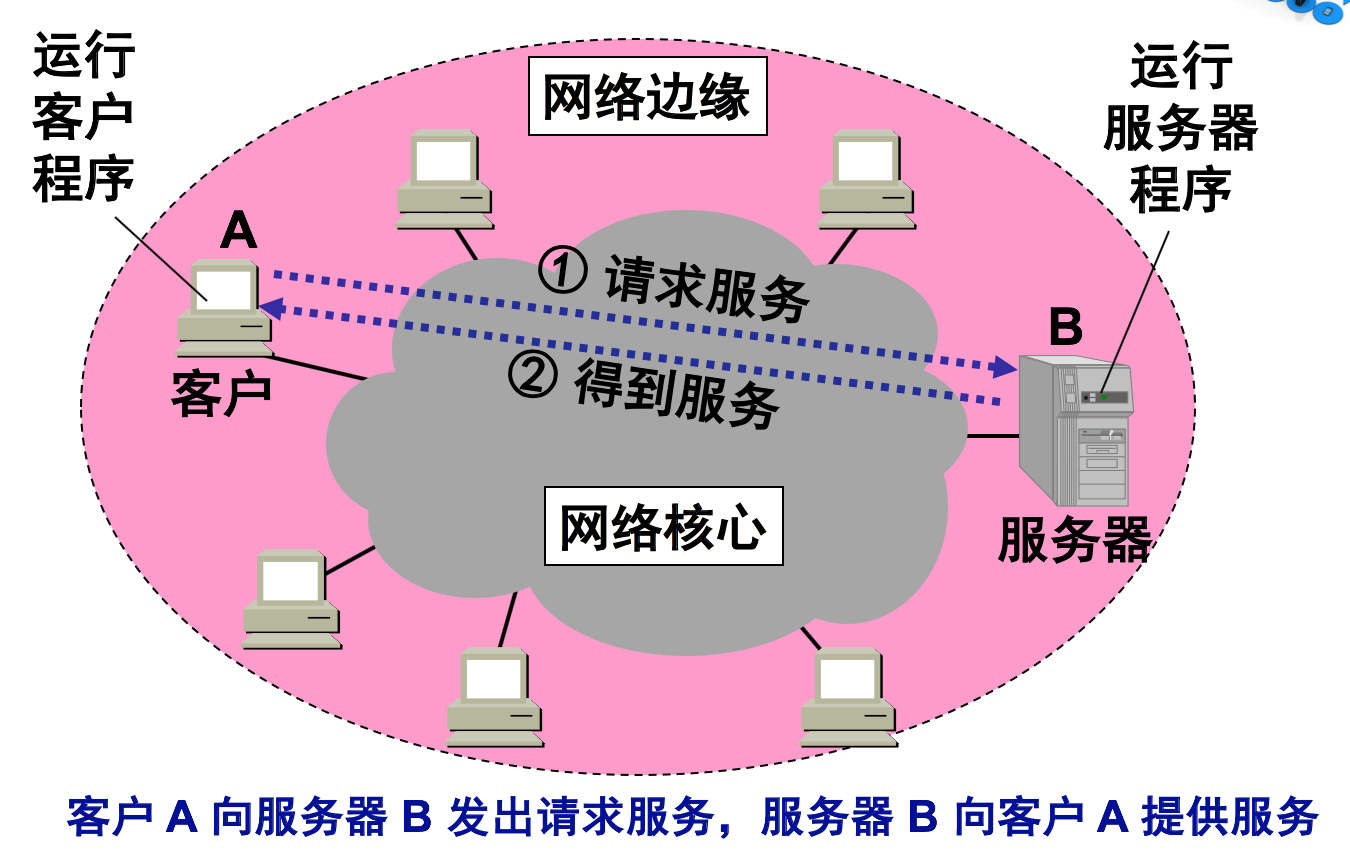 运行
客户
程序
网络边缘
运行
服务器
程序
A
① 请求服务
B
② 得到服务
客户
网络核心
服务器
客户 A 向服务器 B 发出请求服务，服务器 B 向客户 A 提供服务